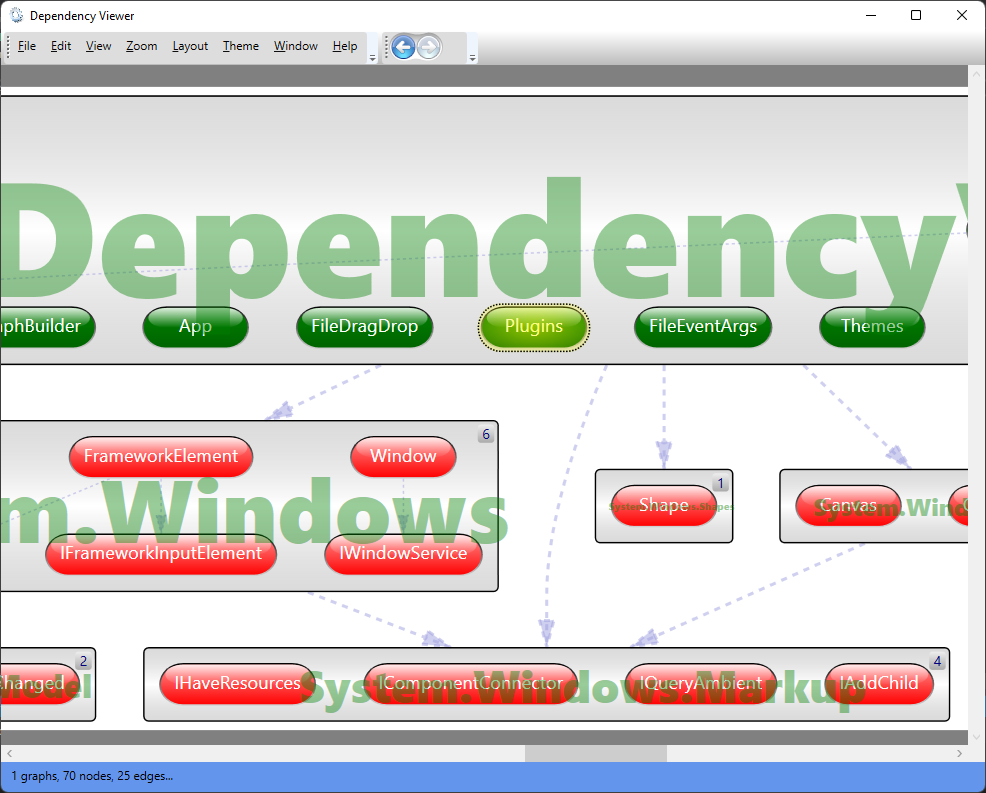 Dependency Viewer
File Edit View Zoom Layout Theme Window Help
Dependency
phBuilder App FileDragDrop Plugins FileEventArgs Themes
6
FrameworkElement Window
1
Shape Canvas
System.Windows.Shapes
System.Wind
m.Windows
IFrameworkInputElement IWindowService
2 4
hanged IHaveResources IComponentConnector IQueryAmbient IAddChild
Model System.Windows.Markup
1 graphs, 70 nodes, 25 edges...